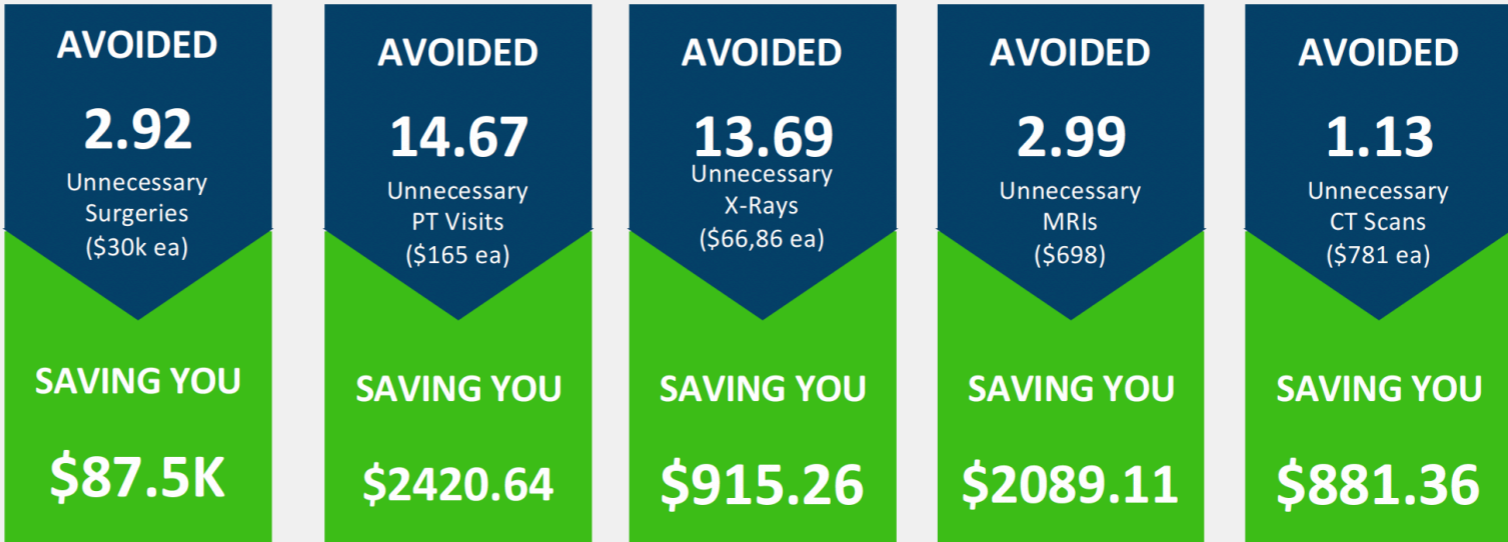 AVOIDED
2.92
Unnecessary
Surgeries
($30k ea)
SAVING YOU
$87.5K
AVOIDED
14.67
Unnecessary
PT Visits
($165 ea)
SAVING YOU
$2420.64
AVOIDED
13.69
Unnecessary
X-Rays
($66,86 ea)
SAVING YOU
$915.26
AVOIDED
2.99
Unnecessary
MRIs
($698)
SAVING YOU
$2089.11
AVOIDED
1.13
Unnecessary
CT Scans
($781 ea)
SAVING YOU
$881.36